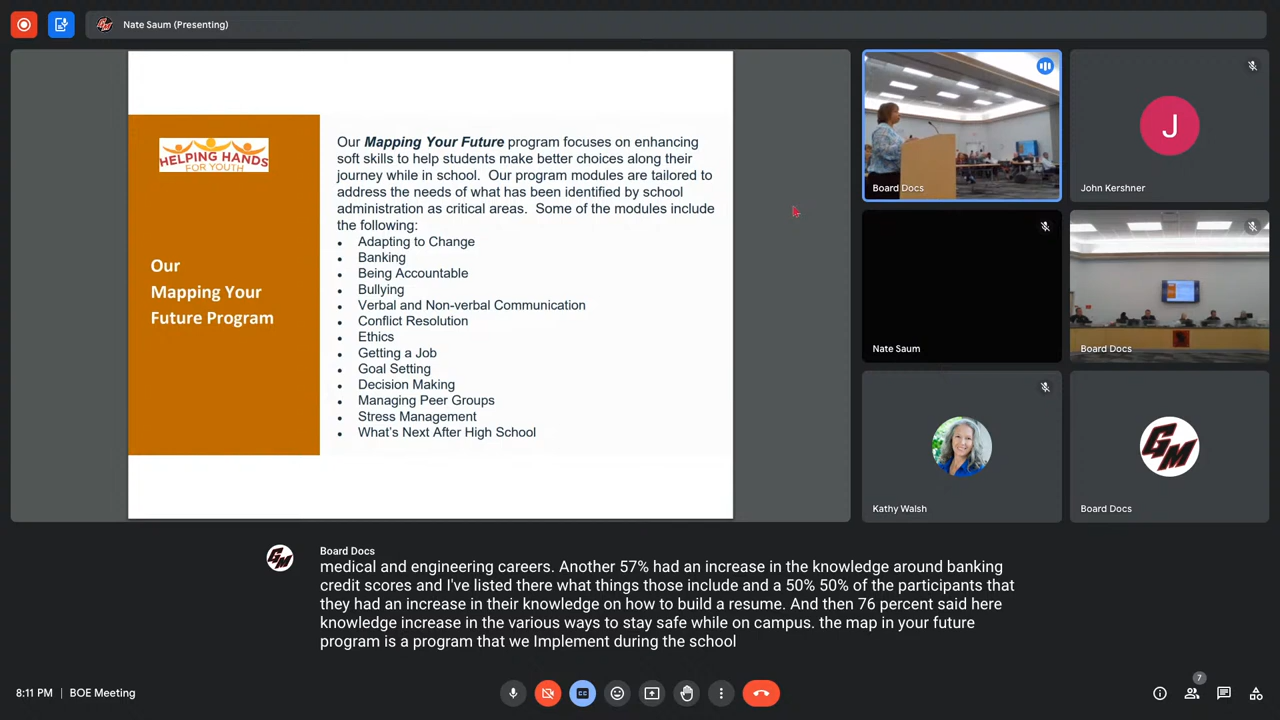 Nate Saum (Presenting)
HELPING HANDS
FOR YOUTH
Our
Mapping Your
Future Program
Our Mapping Your Future program focuses on enhancing
soft skills to help students make better choices along their
journey while in school. Our program modules are tailored to
address the needs of what has been identified by school
administration as critical areas. Some of the modules include
the following:
• Adapting to Change
• Banking
• Being Accountable
• Bullying
• Verbal and Non-verbal Communication
• Conflict Resolution
• Ethics
• Getting a Job
• Goal Setting
• Decision Making
• Managing Peer Groups
• Stress Management
• What's Next After High School
Board Docs
J
John Kershner
Nate Saum
Board Docs
Kathy Walsh
GM
Board Docs
GM
Board Docs
medical and engineering careers. Another 57% had an increase in the knowledge around banking
credit scores and I've listed there what things those include and a 50% 50% of the participants that
they had an increase in their knowledge on how to build a resume. And then 76 percent said here
knowledge increase in the various ways to stay safe while on campus. the map in your future
program is a program that we Implement during the school
8:11 PM | BOE Meeting
CC
7